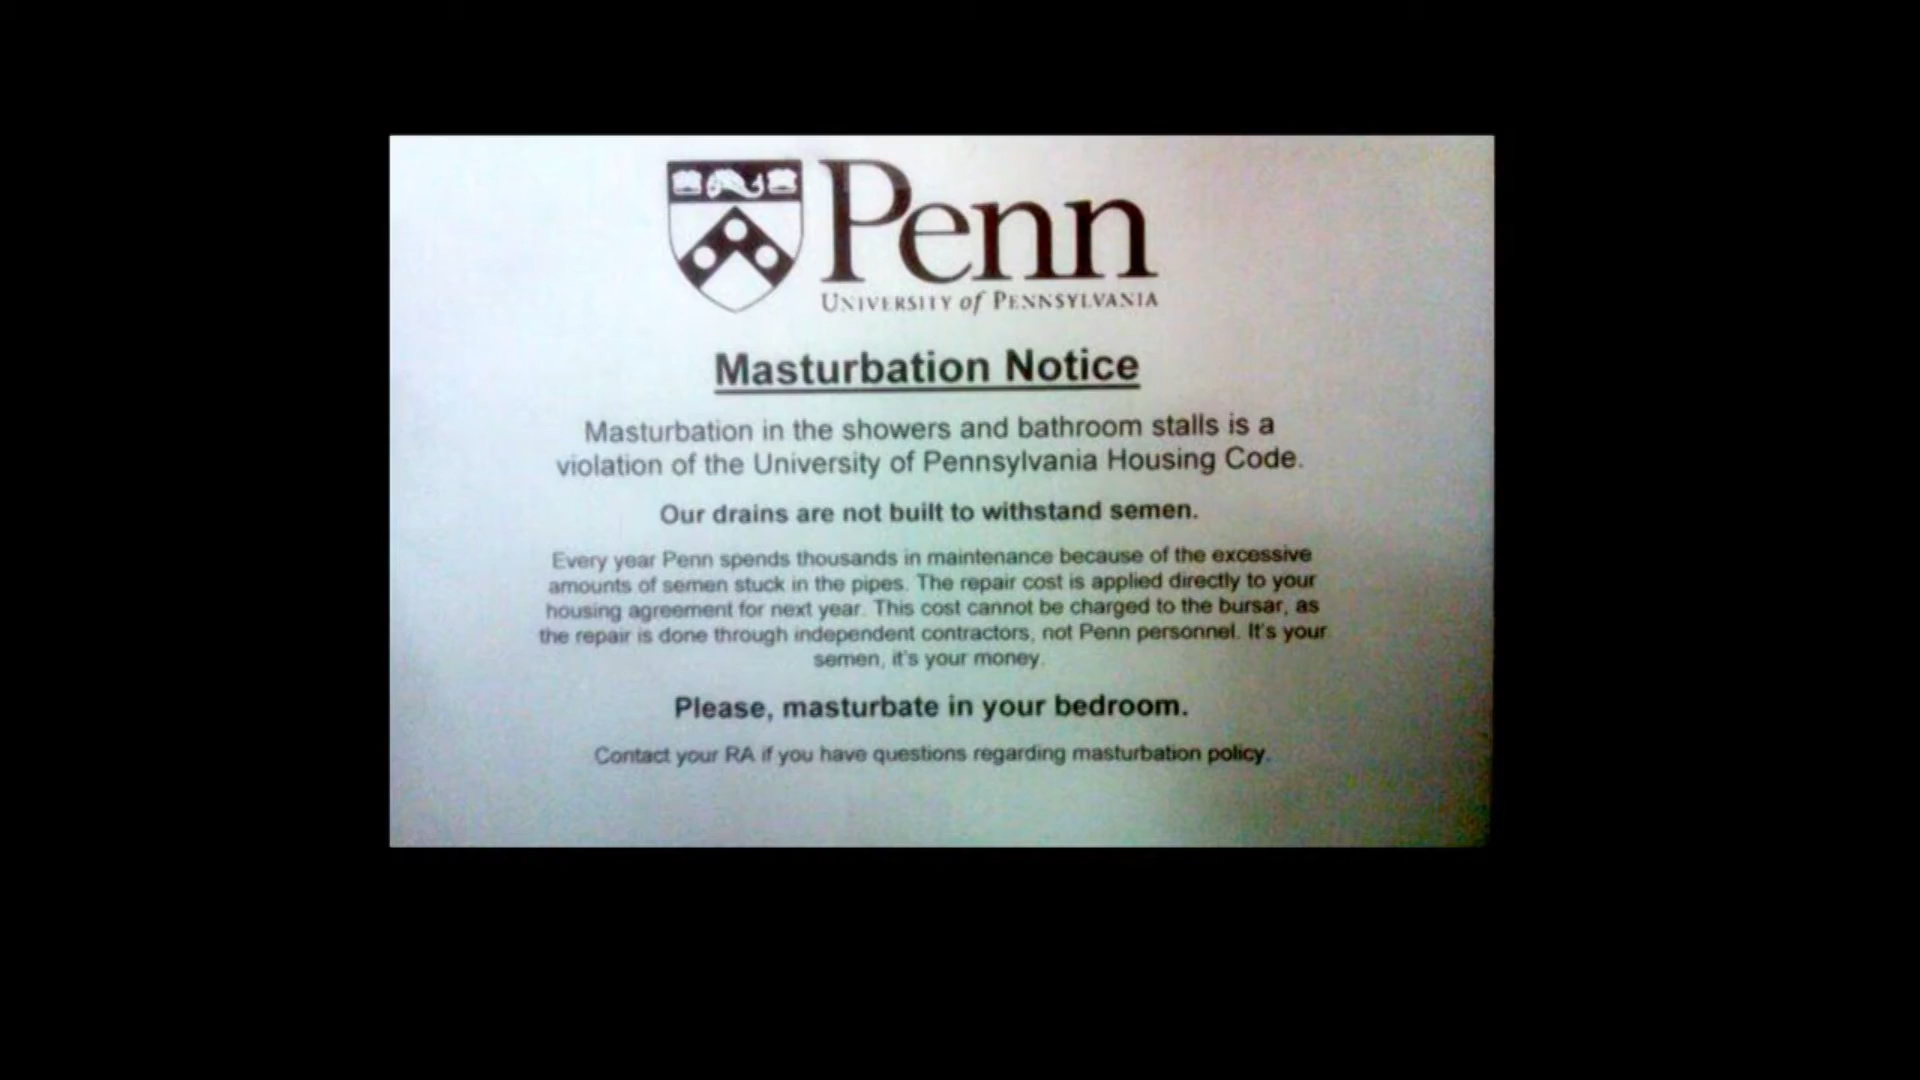 Penn
UNIVERSITY of PENNSYLVANIA
Masturbation Notice
Masturbation in the showers and bathroom stalls is a
violation of the University of Pennsylvania Housing Code.
Our drains are not built to withstand semen.
Every year Penn spends thousands in maintenance because of the excessive
amounts of semen stuck in the pipes. The repair cost is applied directly to your
housing agreement for next year. This cost cannot be charged to the bursar, as
the repair is done through independent contractors, not Penn personnel. It's your
semen, it's your money.
Please, masturbate in your bedroom.
Contact your RA if you have questions regarding masturbation policy.